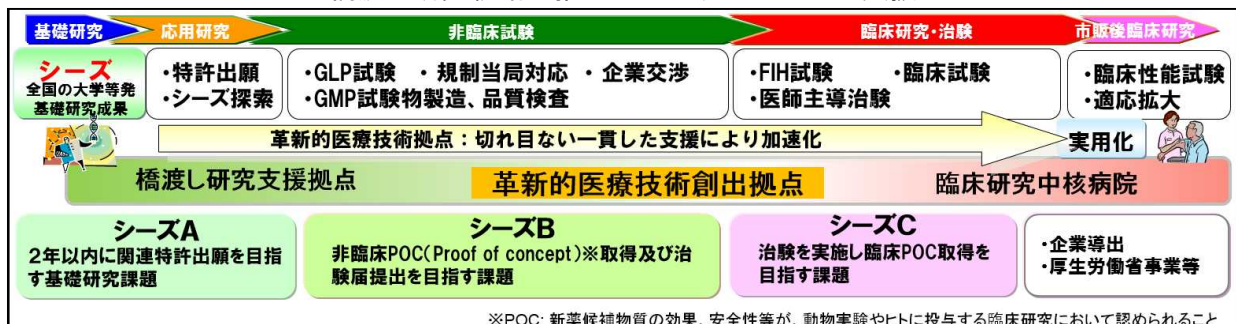 基礎研究
応用研究
非臨床試験
臨床研究・治験
市販後臨床研究
シーズ
全国の大学等発
基礎研究成果
・特許出願
・シーズ探索
・GLP試験 ・規制当局対応 ・企業交渉
・GMP試験物製造、品質検査
・FIH試験 ・臨床試験
・医師主導治験
・臨床性能試験
・適応拡大
革新的医療技術拠点：切れ目ない一貫した支援により加速化
実用化
橋渡し研究支援拠点
革新的医療技術創出拠点
臨床研究中核病院
シーズA
2年以内に関連特許出願を目指
す基礎研究課題
シーズB
非臨床POC(Proof of concept)※取得及び治
験届提出を目指す課題
シーズC
治験を実施し臨床POC取得を
目指す課題
・企業導出
・厚生労働省事業等
※POC: 新薬候補物質の効果、安全性等が、動物実験やヒトに投与する臨床研究において認められること